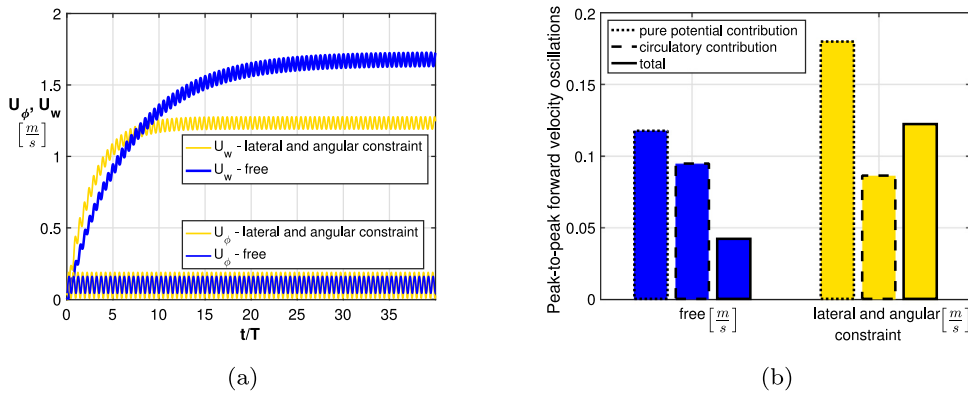 2
1.5
1
0.5
0
U_ϕ, U_w
[m/s]
U_w - lateral and angular constraint
U_w - free
U_ϕ - lateral and angular constraint
U_ϕ - free
0 5 10 15 20 25 30 35
t/T
(a)
Peak-to-peak forward velocity oscillations
0.2
0.15
0.1
0.05
0
pure potential contribution
circulatory contribution
total
free [m/s]
lateral and angular [m/s]
constraint
(b)